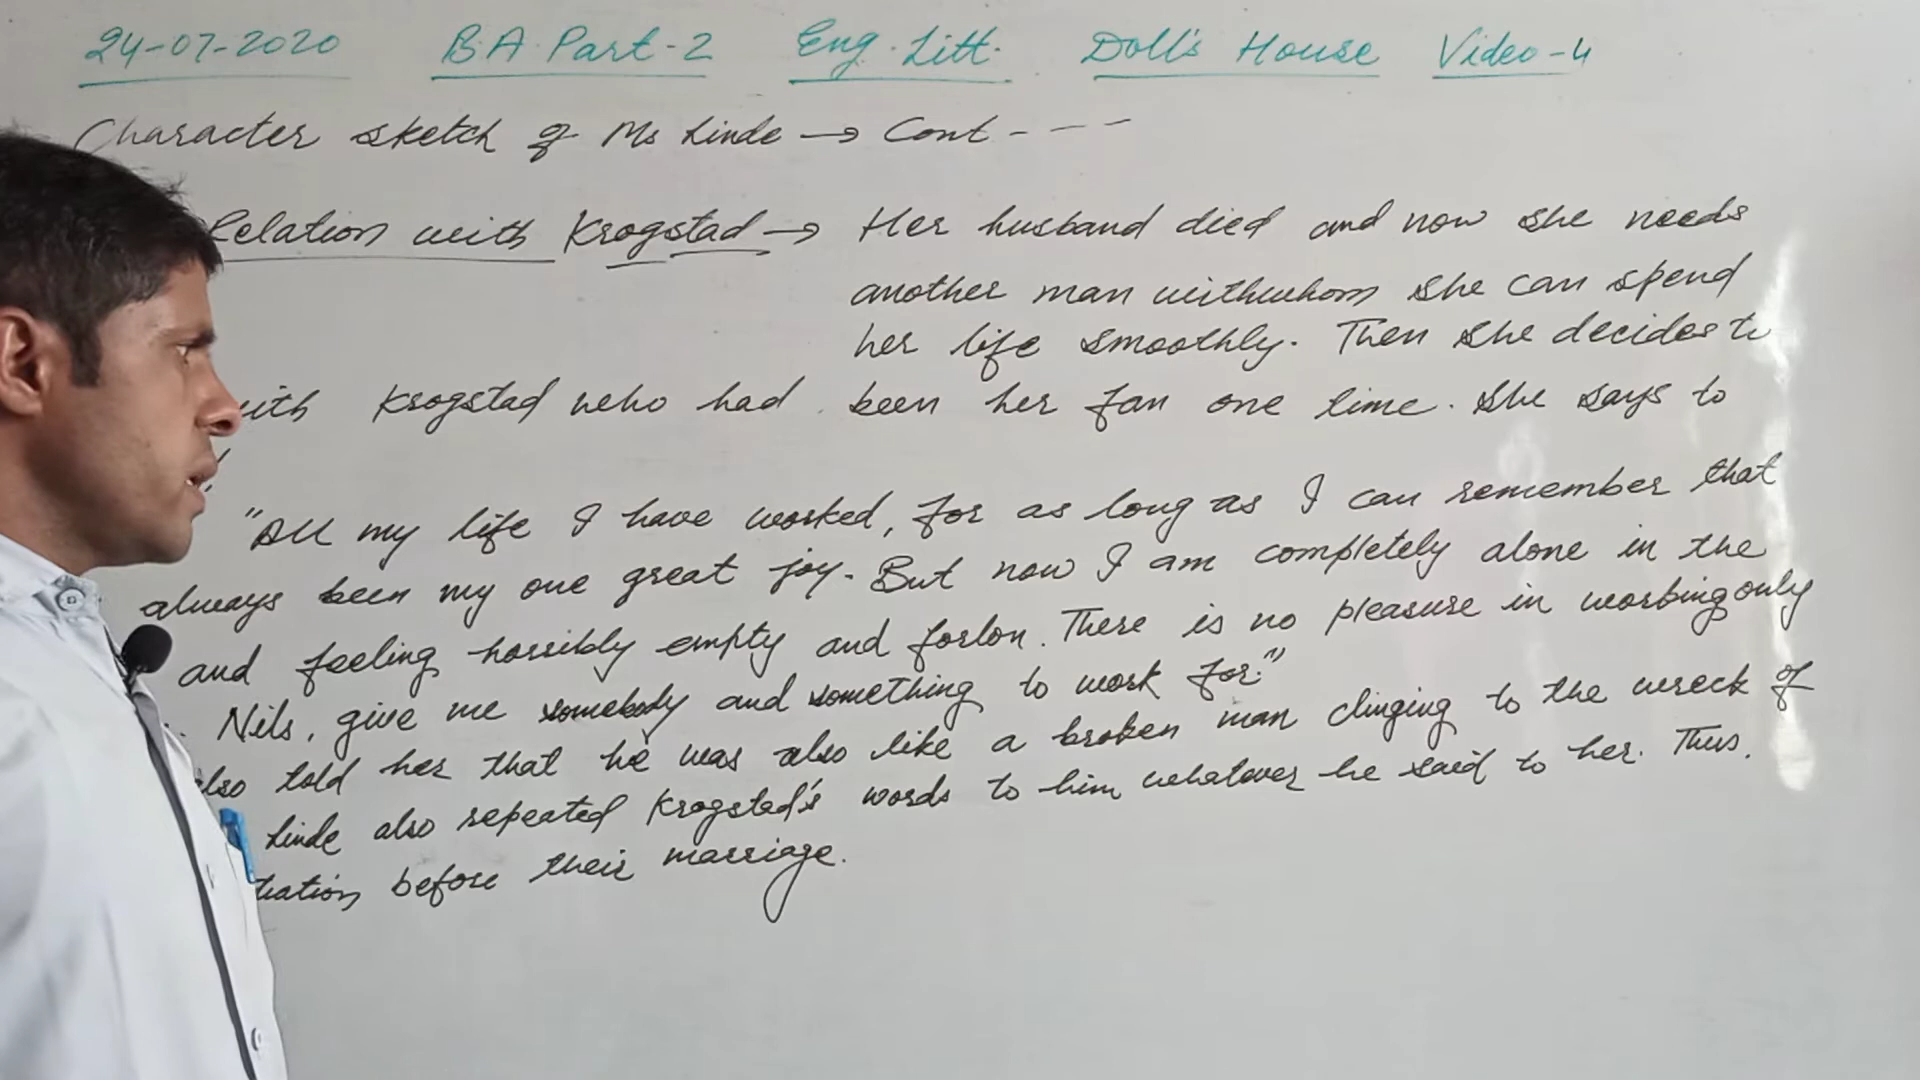 24-07-2020 B.A. Part-2 Eng. Litt. Doll's House Video-4
Character sketch of Ms Linde → Cont - - - -
Relation with Krogstad → Her husband died and now she needs
another man withwhom she can spend
her life smoothly. Then she decides to
with Krogstad who had been her fan one time. She says to
"All my life I have worked, for as long as I can remember that
always been my one great joy. But now I am completely alone in the
and feeling horribly empty and forlon. There is no pleasure in working only
Nils, give me somebody and something to work for."
also told her that he was also like a broken man clinging to the wreck of
Linde also repeated Krogstad's words to him whatever he said to her. Thus.
before their marriage.